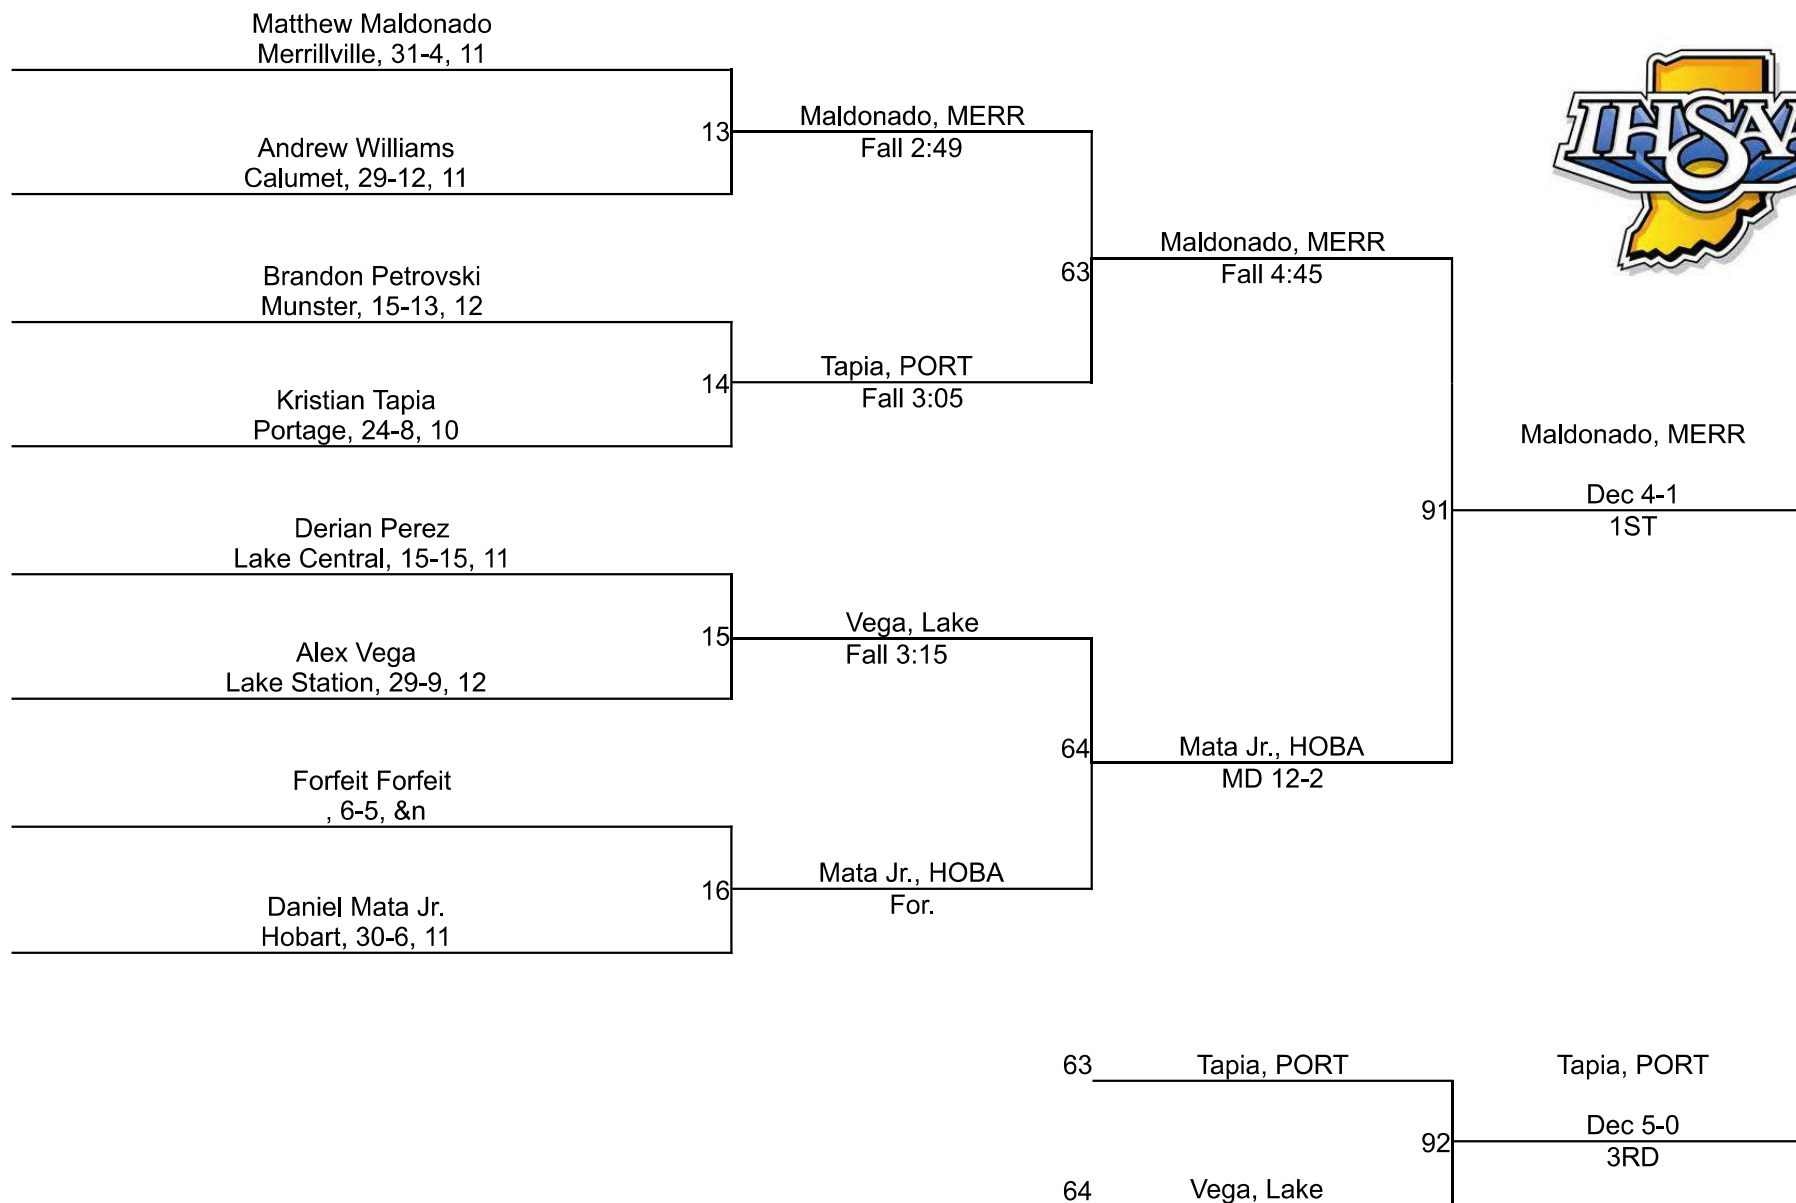 Matthew Maldonado
Merrillville, 31-4, 11
Andrew Williams
Calumet, 29-12, 11
Brandon Petrovski
Munster, 15-13, 12
Kristian Tapia
Portage, 24-8, 10
Derian Perez
Lake Central, 15-15, 11
Alex Vega
Lake Station, 29-9, 12
Forfeit Forfeit
, 6-5, &n
Daniel Mata Jr.
Hobart, 30-6, 11
13
Maldonado, MERR
Fall 2:49
14
Tapia, PORT
Fall 3:05
15
Vega, Lake
Fall 3:15
16
Mata Jr., HOBA
For.
63
Maldonado, MERR
Fall 4:45
64
Mata Jr., HOBA
MD 12-2
IHSAA
91
Maldonado, MERR
Dec 4-1
1ST
63
Tapia, PORT
64
Vega, Lake
92
Tapia, PORT
Dec 5-0
3RD